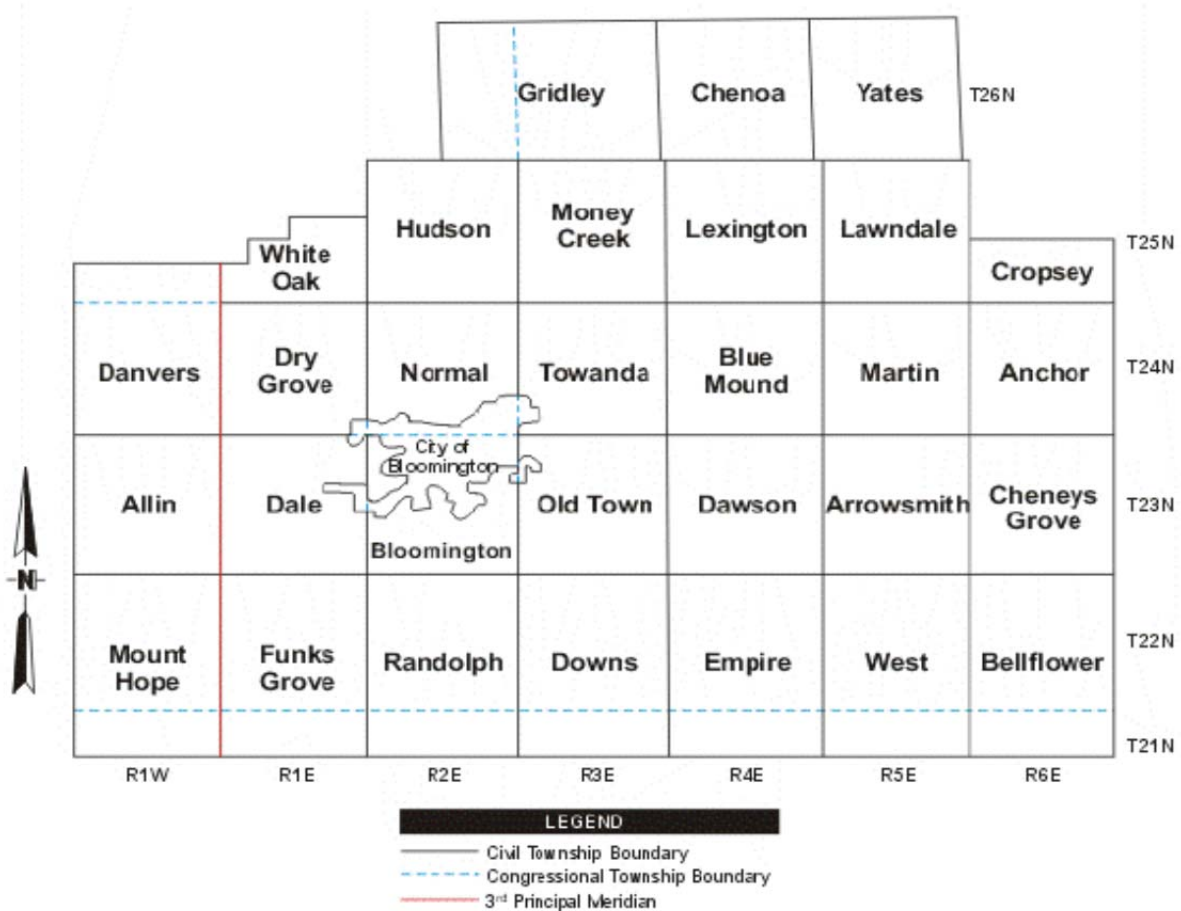 Gridley
Chenoa
Yates
T26N
Hudson
Money
Creek
Lexington
Lawndale
T25N
White
Oak
Cropsey
Danvers
Dry
Grove
Normal
Towanda
Blue
Mound
Martin
Anchor
T24N
City of
Bloomington
Allin
Dale
Old Town
Dawson
Arrowsmith
Cheneys
Grove
T23N
Bloomington
N
Mount
Hope
Funks
Grove
Randolph
Downs
Empire
West
Bellflower
T22N
T21N
R1W
R1E
R2E
R3E
R4E
R5E
R6E
LEGEND
Civil Township Boundary
Congressional Township Boundary
3rd Principal Meridian